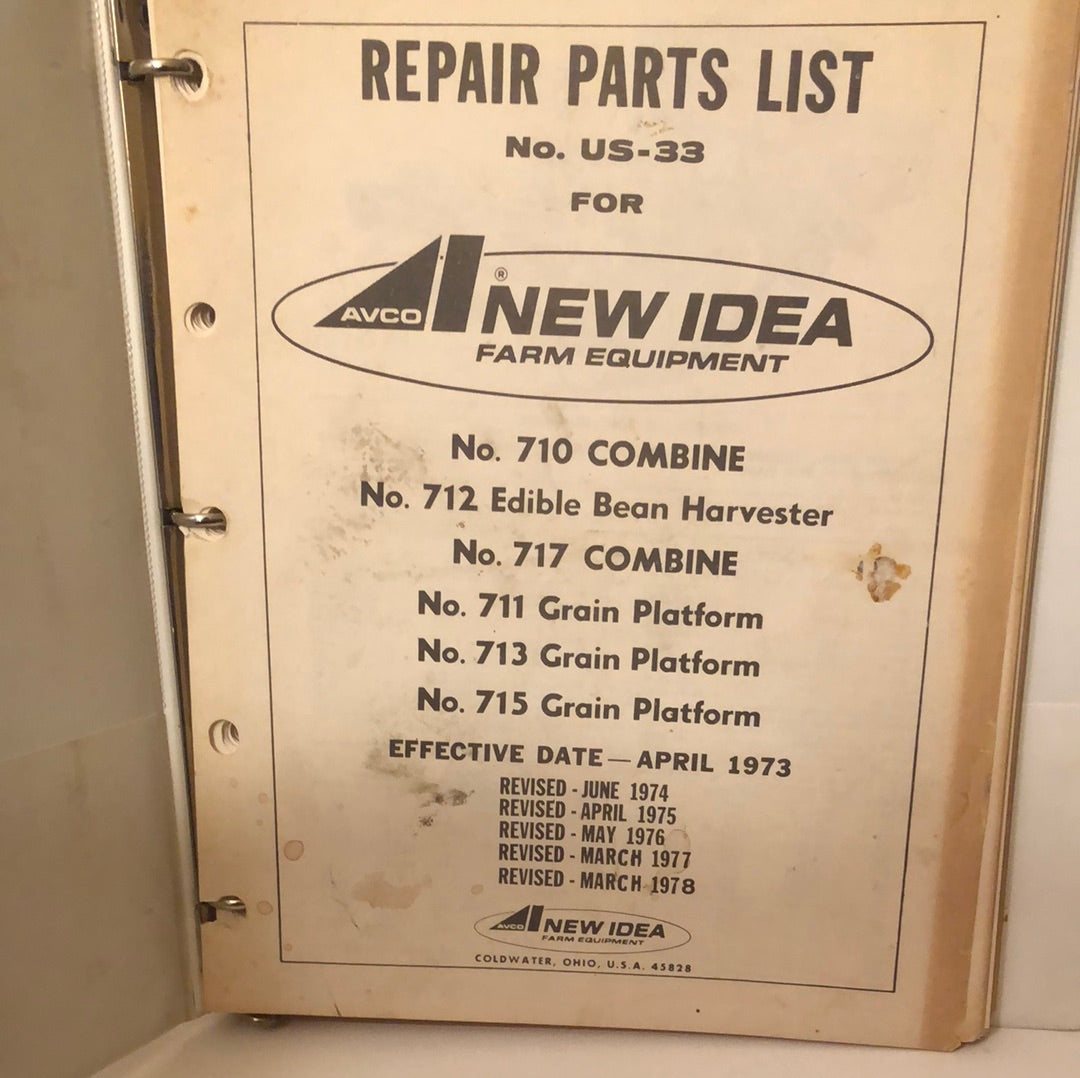 REPAIR PARTS LIST
No. US-33
FOR
AVCO ® NEW IDEA
FARM EQUIPMENT
No. 710 COMBINE
No. 712 Edible Bean Harvester
No. 717 COMBINE
No. 711 Grain Platform
No. 713 Grain Platform
No. 715 Grain Platform
EFFECTIVE DATE — APRIL 1973
REVISED - JUNE 1974
REVISED - APRIL 1975
REVISED - MAY 1976
REVISED - MARCH 1977
REVISED - MARCH 1978
AVCO NEW IDEA
FARM EQUIPMENT
COLDWATER, OHIO, U.S.A. 45828